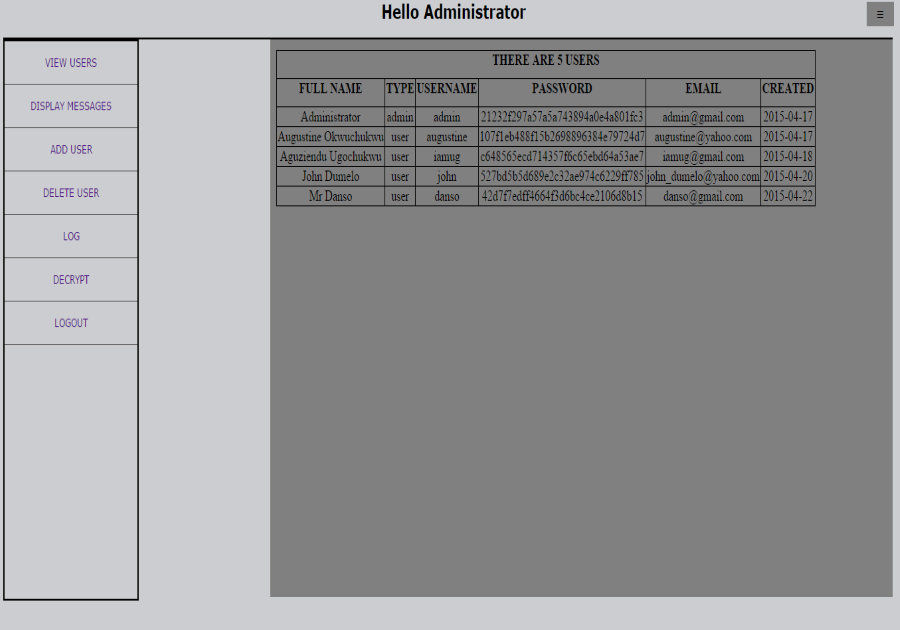 Hello Administrator
☰
VIEW USERS
DISPLAY MESSAGES
ADD USER
DELETE USER
LOG
DECRYPT
LOGOUT
THERE ARE 5 USERS
FULL NAME TYPE USERNAME PASSWORD EMAIL CREATED
Administrator admin admin 21232f297a57a5a743894a0e4a801fc3 admin@gmail.com 2015-04-17
Augustine Okwuchukwu user augustine 107f1eb488f15b2698896384e79724d7 augustine@yahoo.com 2015-04-17
Aguziendu Ugochukwu user iamug c648565ecd714357f6c65ebd64a53ae7 iamug@gmail.com 2015-04-18
John Dumelo user john 527bd5b5d689e2c32ae974c6229ff785 john_dumelo@yahoo.com 2015-04-20
Mr Danso user danso 42d7f7edff4664f3d6bc4ce2106d8b15 danso@gmail.com 2015-04-22